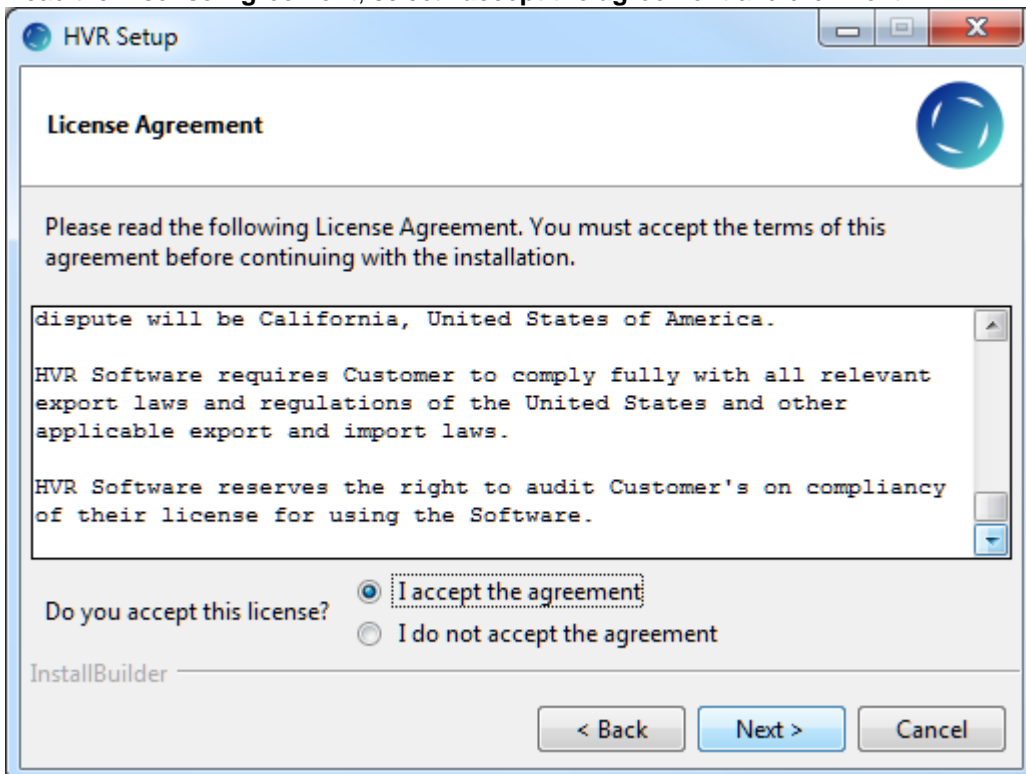 HVR Setup
License Agreement
Please read the following License Agreement. You must accept the terms of this
agreement before continuing with the installation.
dispute will be California, United States of America.
HVR Software requires Customer to comply fully with all relevant
export laws and regulations of the United States and other
applicable export and import laws.
HVR Software reserves the right to audit Customer's on compliancy
of their license for using the Software.
Do you accept this license?
I accept the agreement
I do not accept the agreement
InstallBuilder
< Back
Next >
Cancel